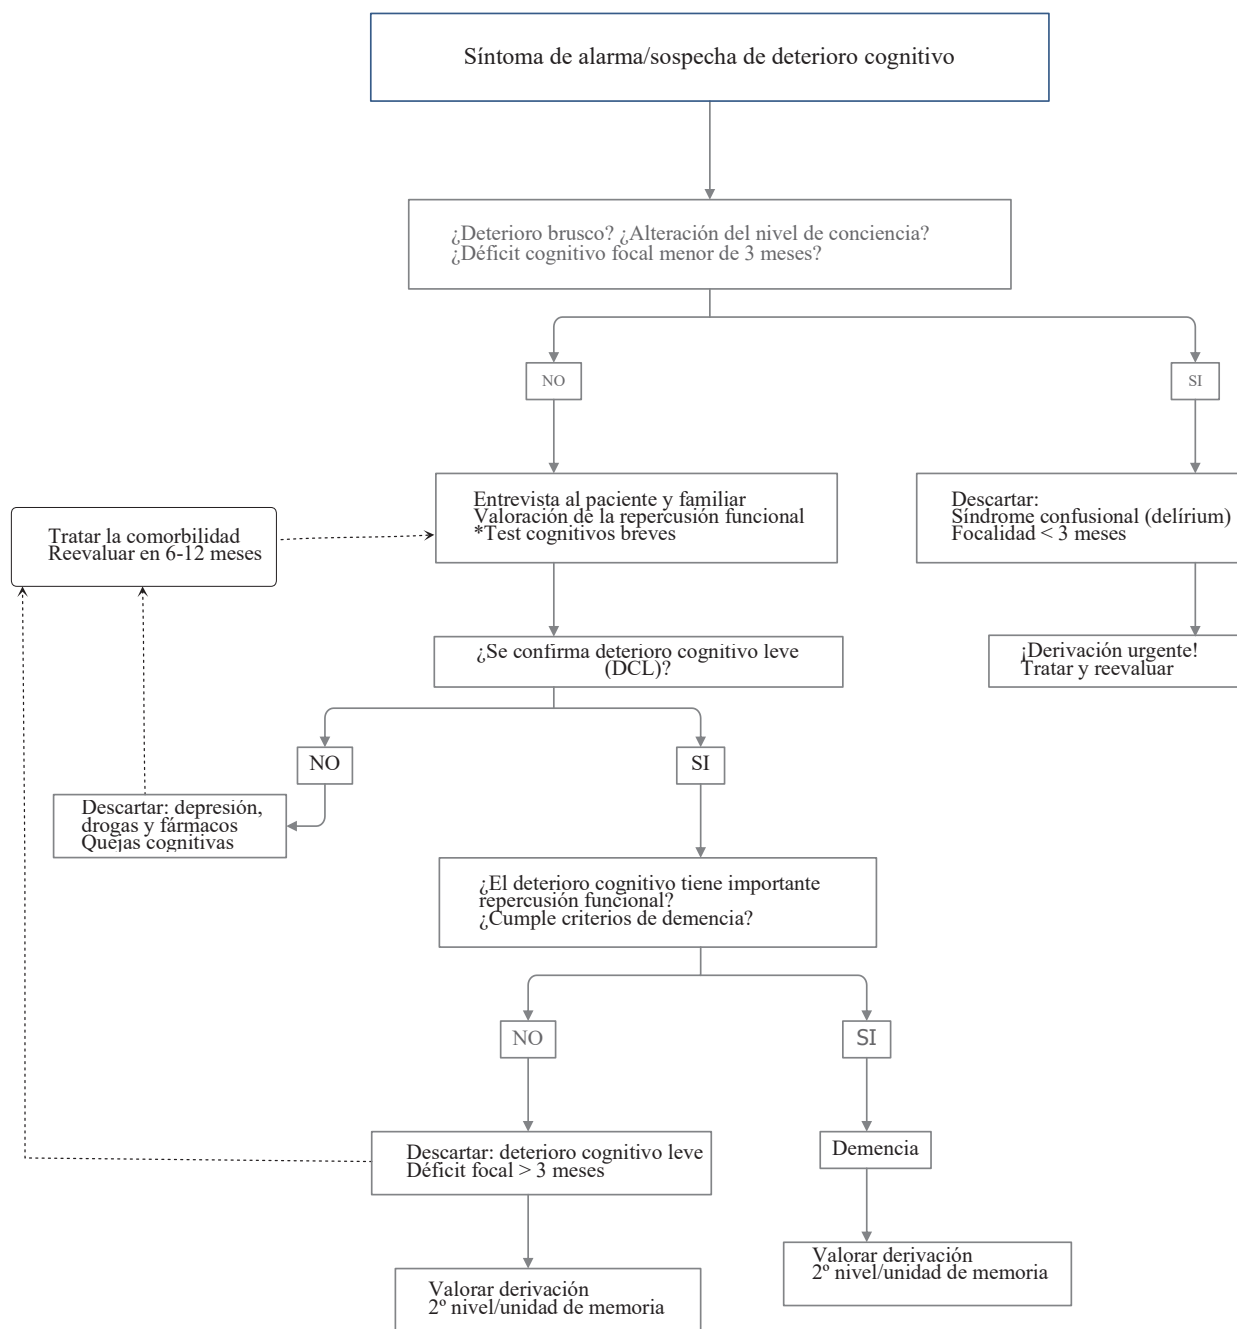 Síntoma de alarma/sospecha de deterioro cognitivo
¿Deterioro brusco? ¿Alteración del nivel de conciencia?
¿Déficit cognitivo focal menor de 3 meses?
NO
SI
Entrevista al paciente y familiar
Valoración de la repercusión funcional
*Test cognitivos breves
Descartar:
Síndrome confusional (delírium)
Focalidad < 3 meses
Tratar la comorbilidad
Reevaluar en 6-12 meses
¿Se confirma deterioro cognitivo leve
(DCL)?
¡Derivación urgente!
Tratar y reevaluar
NO
SI
Descartar: depresión,
drogas y fármacos
Quejas cognitivas
¿El deterioro cognitivo tiene importante
repercusión funcional?
¿Cumple criterios de demencia?
NO
SI
Descartar: deterioro cognitivo leve
Déficit focal > 3 meses
Demencia
Valorar derivación
2º nivel/unidad de memoria
Valorar derivación
2º nivel/unidad de memoria